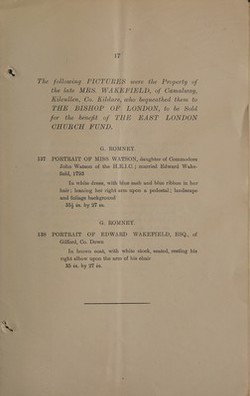 17
The following PICTURES were the Property of
the late MRS. WAKEFIELD, of Camalway,
Kilcullen, Co. Kildare, who bequeathed them to
THE BISHOP OF LONDON, to be Sold
for the benefit of THE EAST LONDON
CHURCH FUND.
G. ROMNEY.
137 PORTRAIT OF MISS WATSON, daughter of Commodore
John Watson of the H.E.I.C.; married Edward Wake-
field, 1793
In white dress, with blue sash and blue ribbon in her
hair; leaning her right arm upon a pedestal; landscape
and foliage background
35½ in. by 27 in.
G. ROMNEY.
138 PORTRAIT OF EDWARD WAKEFIELD, ESQ., of
Gilford, Co. Down
In brown coat, with white stock, seated, resting his
right elbow upon the arm of his chair
35 in. by 27 in.